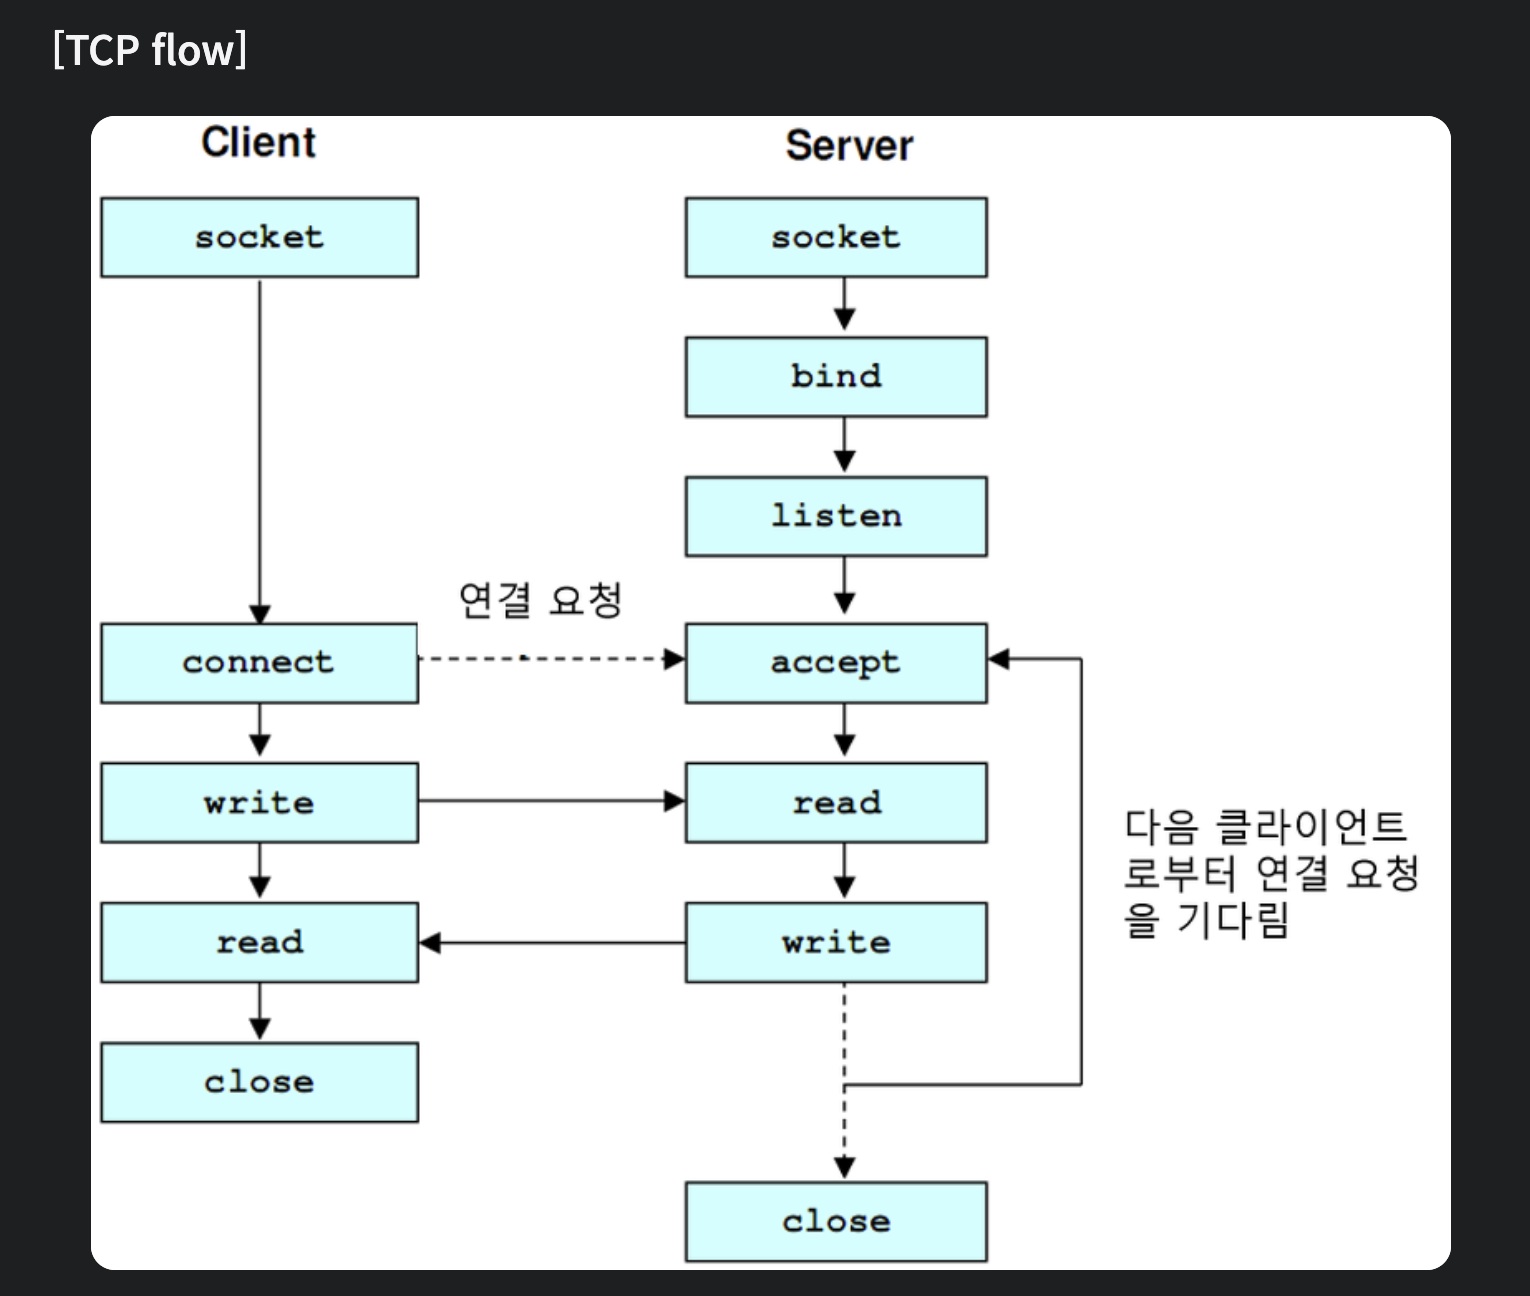 [TCP flow]
Client
Server
socket
socket
bind
listen
연결 요청
connect
accept
write
read
다음 클라이언트
로부터 연결 요청
을 기다림
read
write
close
close